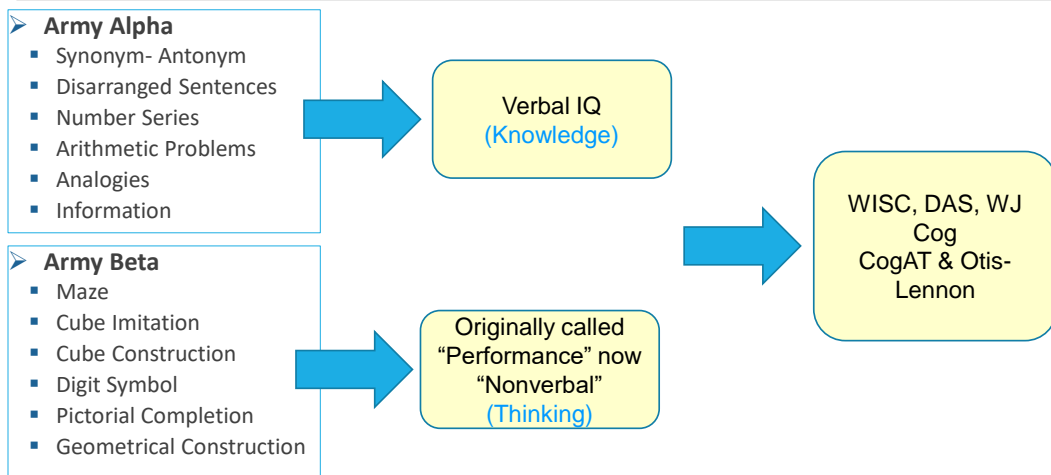 ➢ Army Alpha
▪ Synonym- Antonym
▪ Disarranged Sentences
▪ Number Series
▪ Arithmetic Problems
▪ Analogies
▪ Information
Verbal IQ
(Knowledge)
➢ Army Beta
▪ Maze
▪ Cube Imitation
▪ Cube Construction
▪ Digit Symbol
▪ Pictorial Completion
▪ Geometrical Construction
Originally called
“Performance” now
“Nonverbal”
(Thinking)
WISC, DAS, WJ
Cog
CogAT & Otis-
Lennon